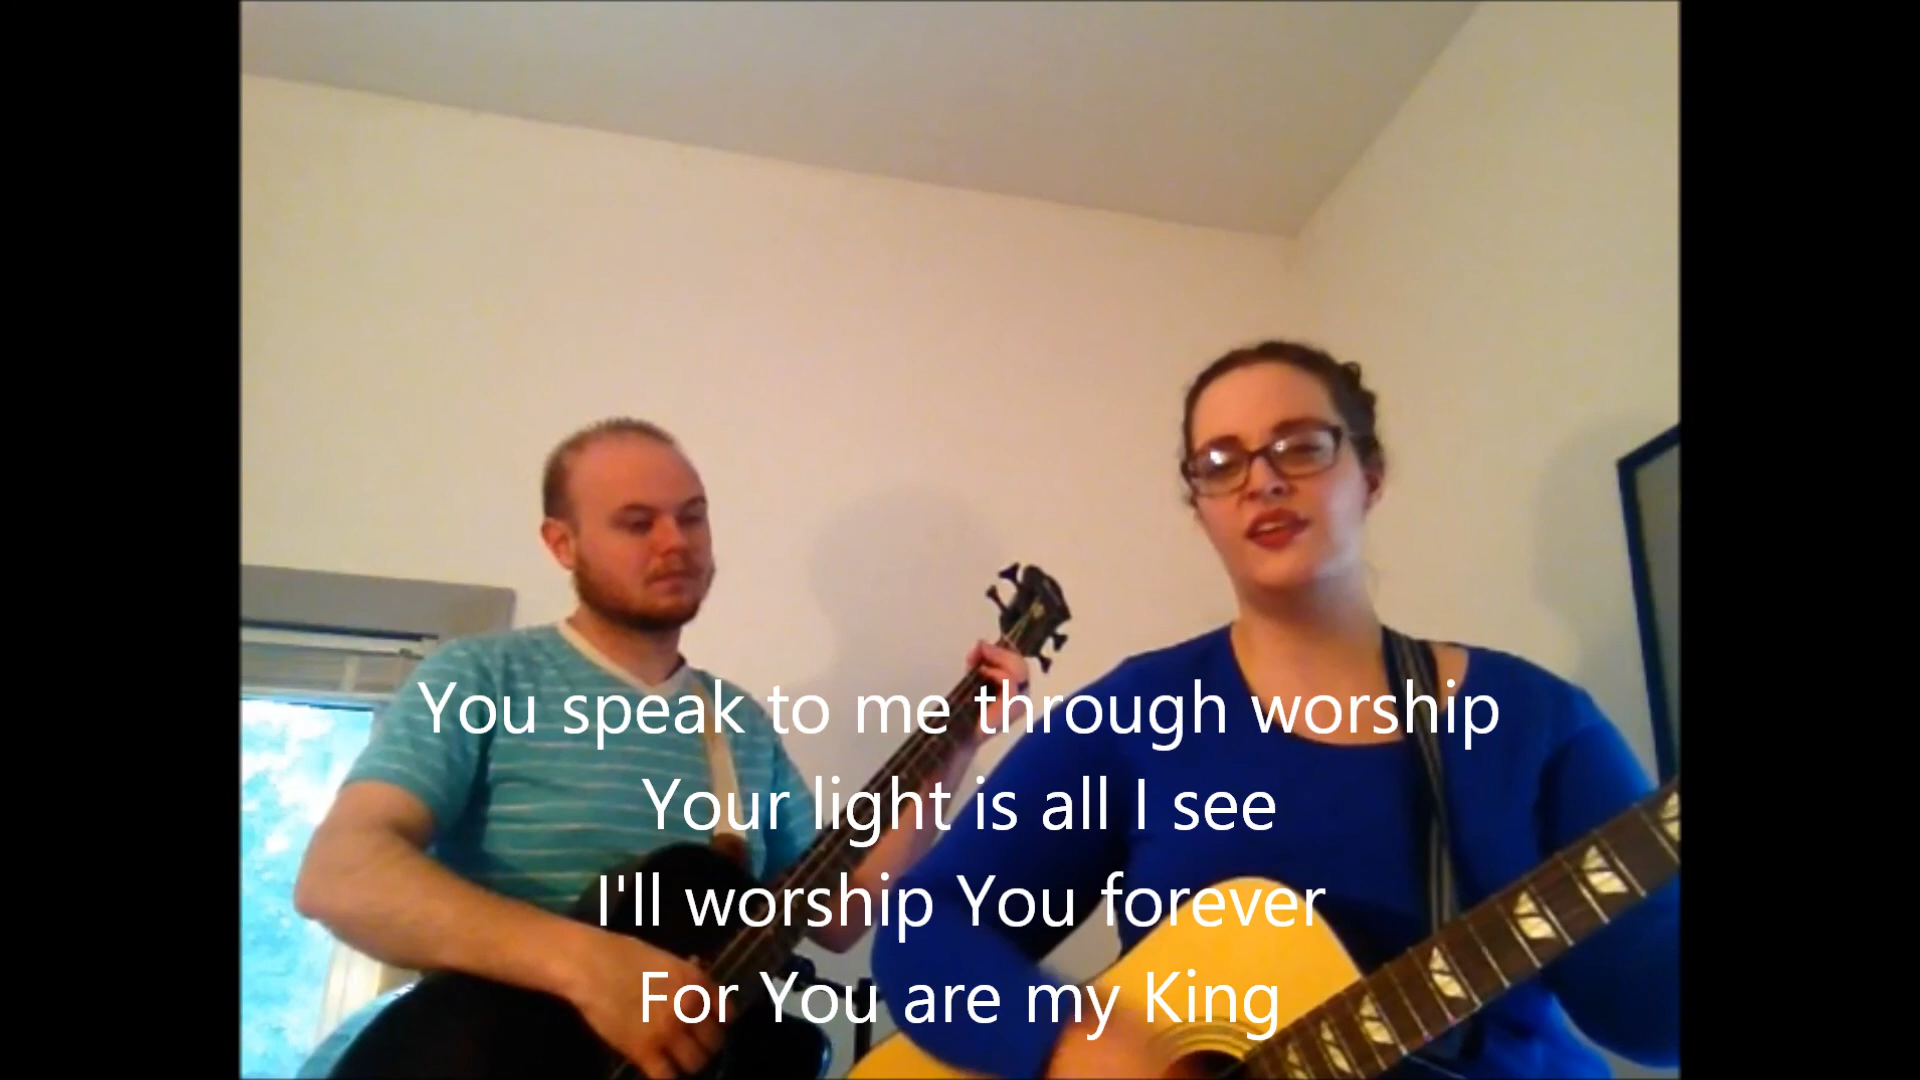 You speak to me through worship
Your light is all I see
I'll worship You forever
For You are my King